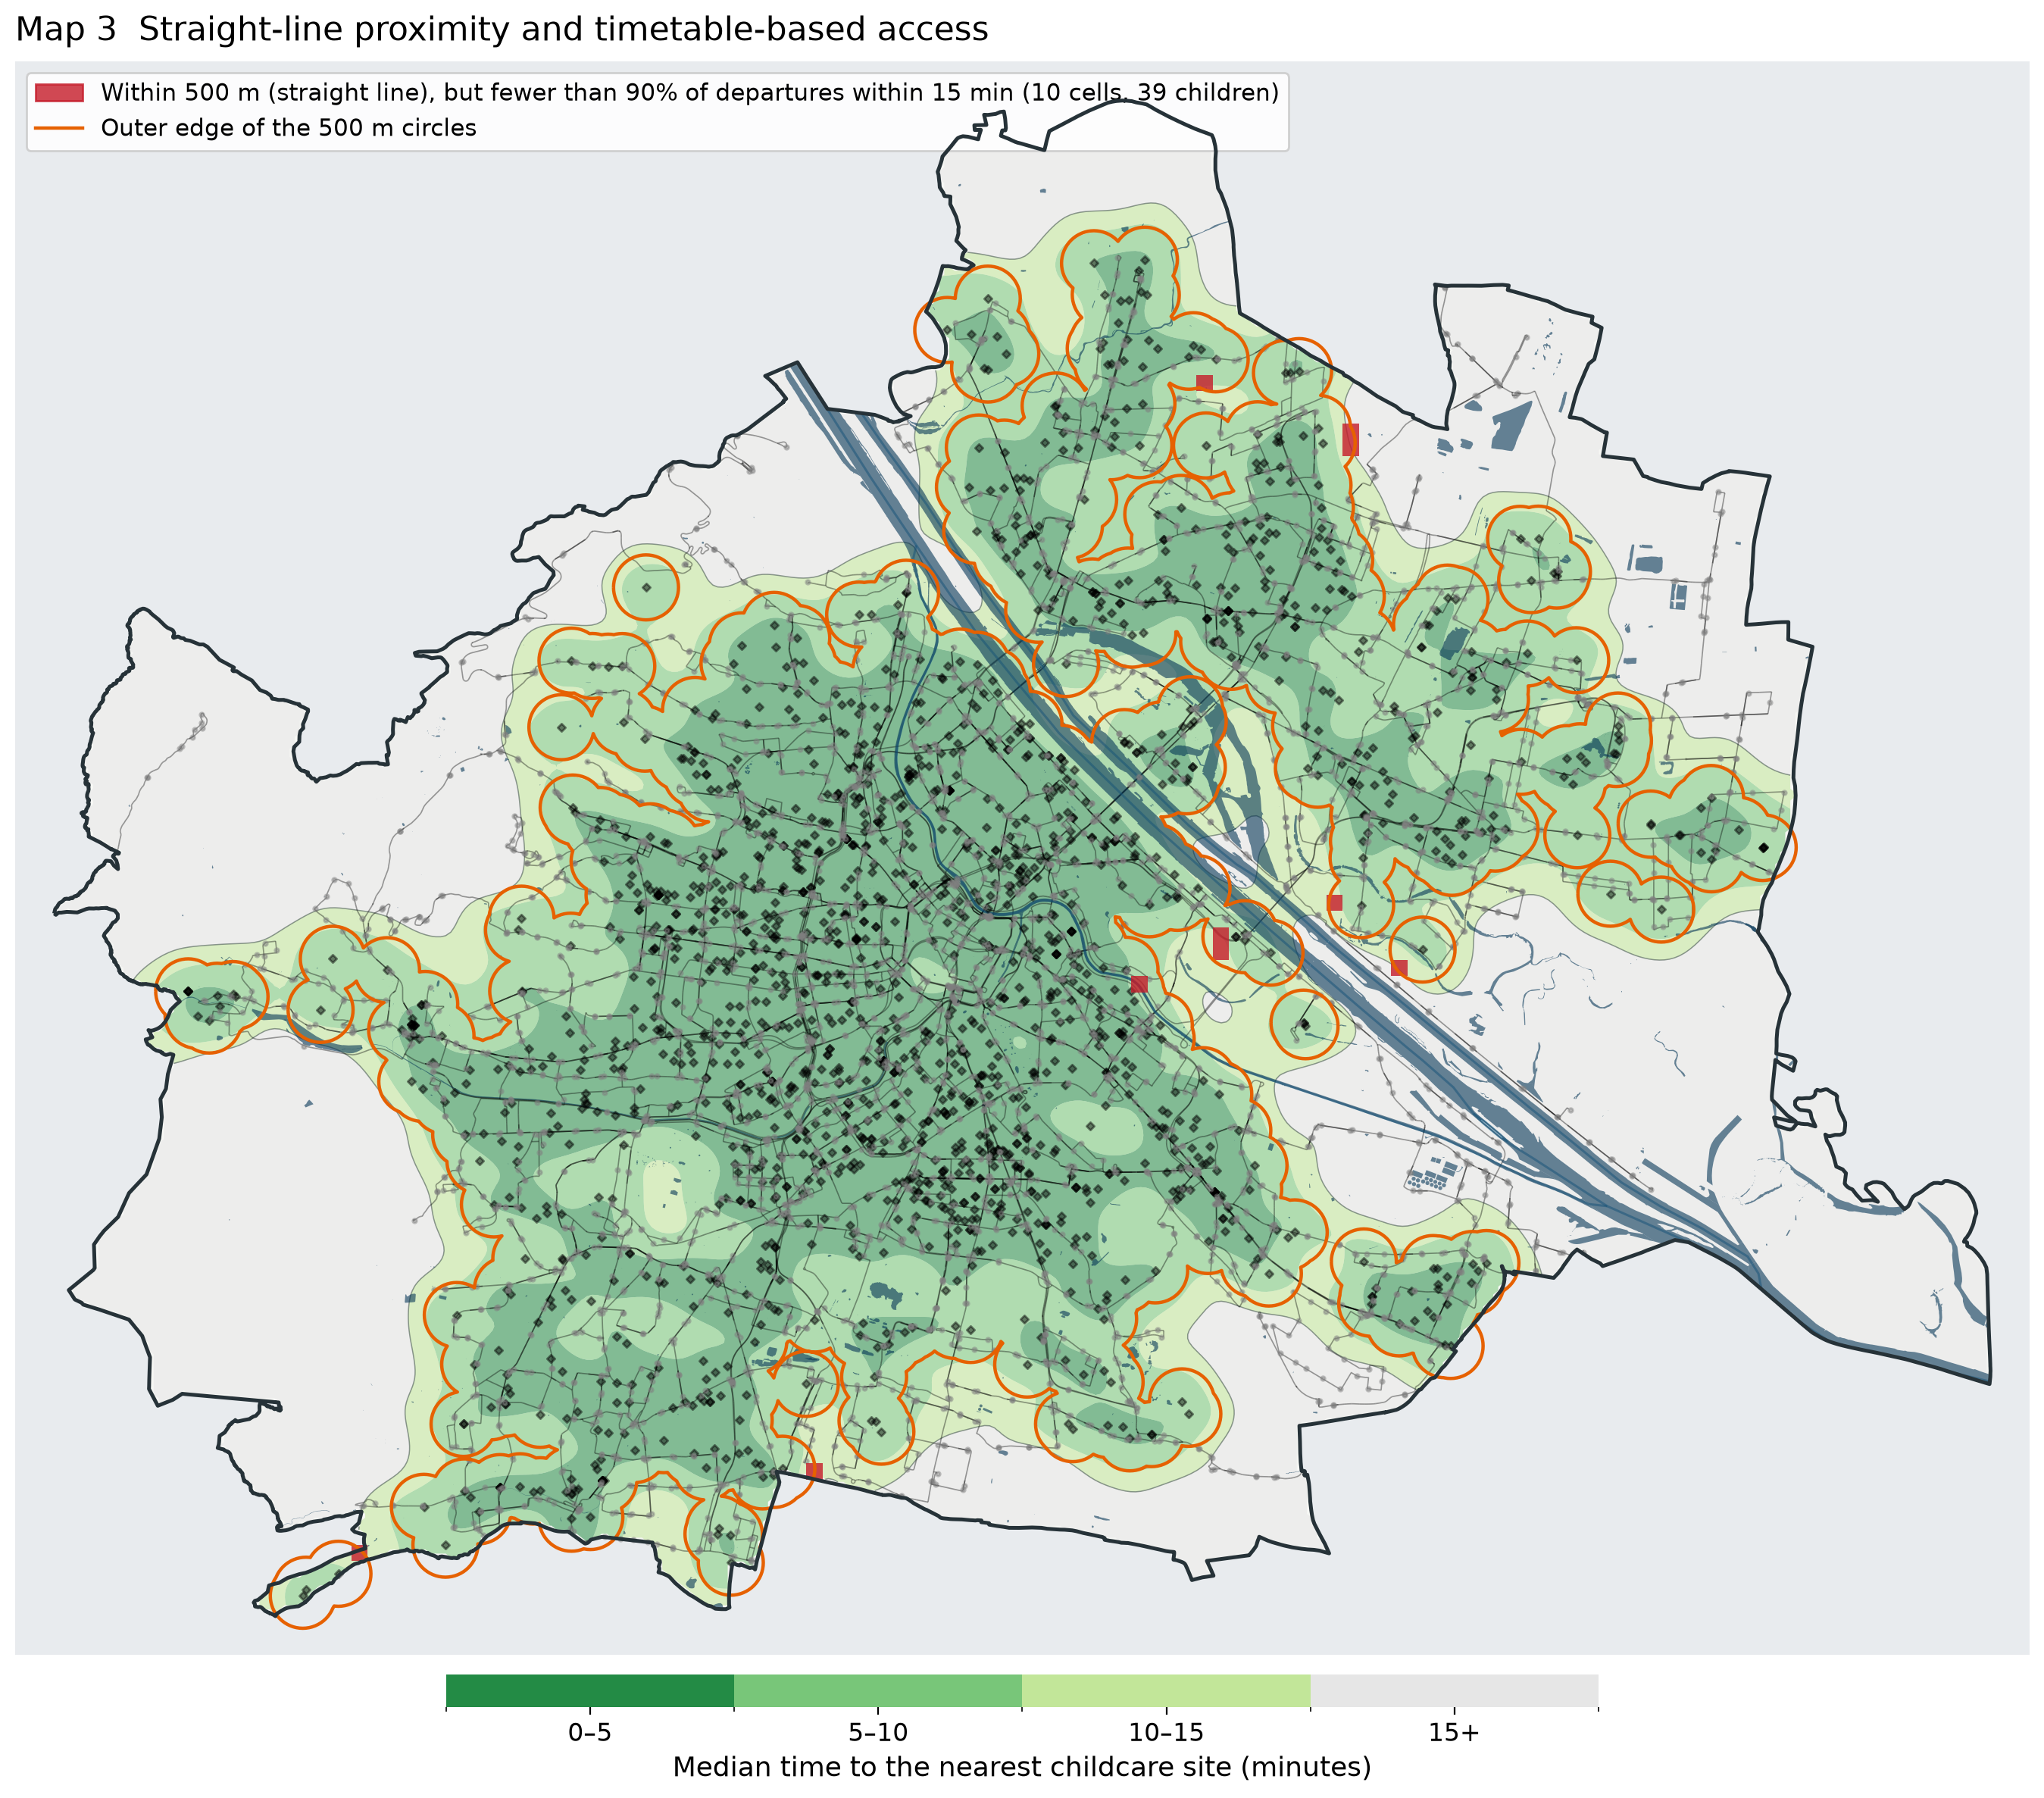 Map 3  Straight-line proximity and timetable-based access
Within 500 m (straight line), but fewer than 90% of departures within 15 min (10 cells, 39 children)
Outer edge of the 500 m circles
0–5
5–10
10–15
15+
Median time to the nearest childcare site (minutes)